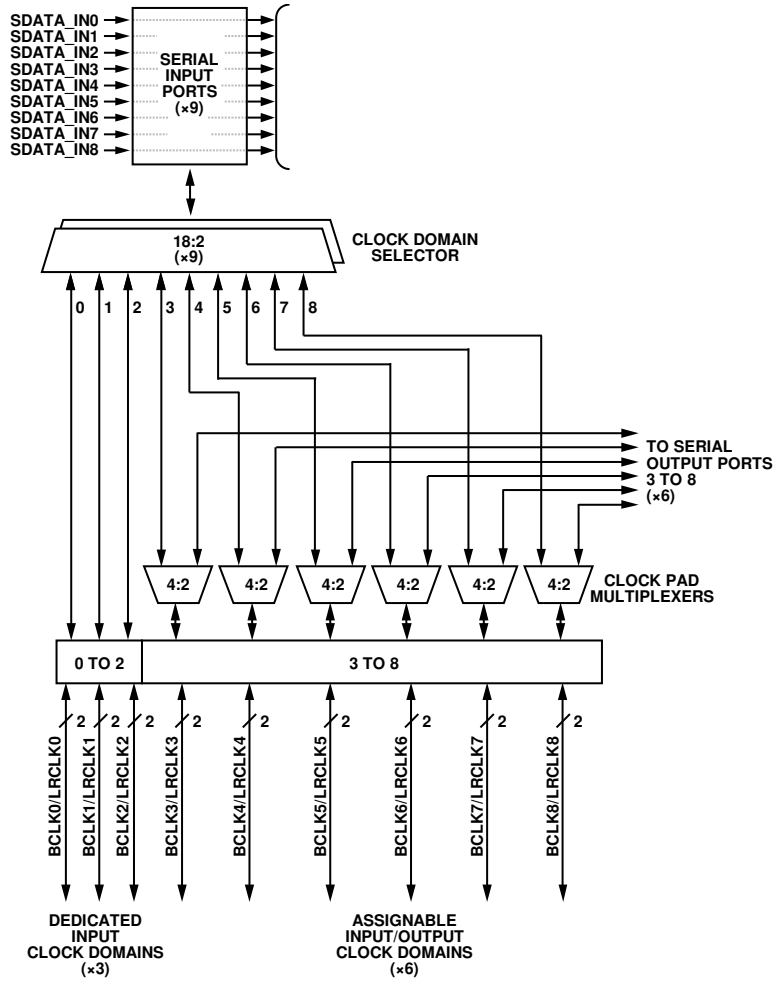 SDATA_IN0
SDATA_IN1
SDATA_IN2
SDATA_IN3
SDATA_IN4
SDATA_IN5
SDATA_IN6
SDATA_IN7
SDATA_IN8
SERIAL
INPUT
PORTS
(×9)
18:2
(×9)
CLOCK DOMAIN
SELECTOR
0 1 2 3 4 5 6 7 8
TO SERIAL
OUTPUT PORTS
3 TO 8
(×6)
4:2 4:2 4:2 4:2 4:2 4:2
CLOCK PAD
MULTIPLEXERS
0 TO 2 3 TO 8
2 2 2 2 2 2 2 2 2
BCLK0/LRCLK0
BCLK1/LRCLK1
BCLK2/LRCLK2
BCLK3/LRCLK3
BCLK4/LRCLK4
BCLK5/LRCLK5
BCLK6/LRCLK6
BCLK7/LRCLK7
BCLK8/LRCLK8
DEDICATED
INPUT
CLOCK DOMAINS
(×3)
ASSIGNABLE
INPUT/OUTPUT
CLOCK DOMAINS
(×6)